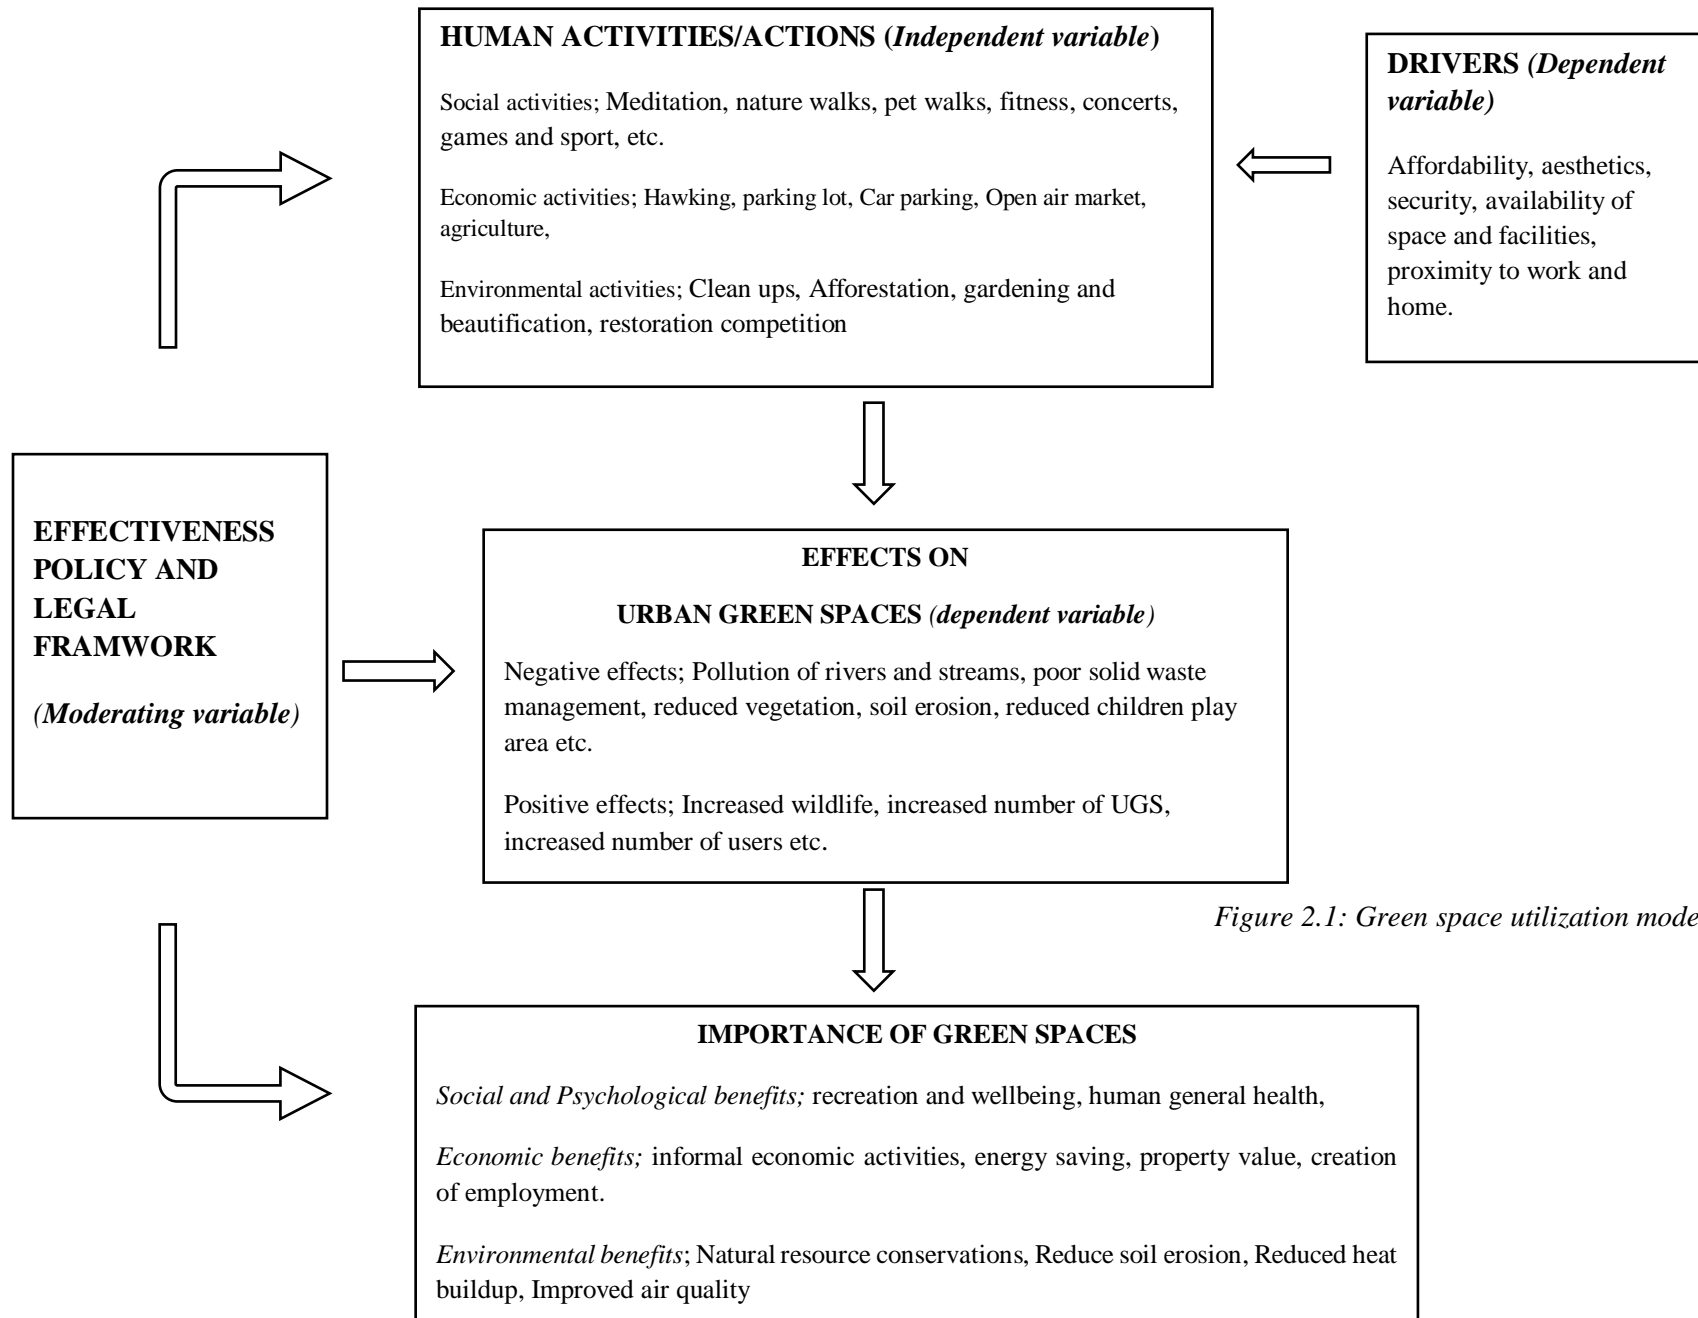 HUMAN ACTIVITIES/ACTIONS (Independent variable)
Social activities; Meditation, nature walks, pet walks, fitness, concerts,
games and sport, etc.
Economic activities; Hawking, parking lot, Car parking, Open air market,
agriculture,
Environmental activities; Clean ups, Afforestation, gardening and
beautification, restoration competition
DRIVERS (Dependent
variable)
Affordability, aesthetics,
security, availability of
space and facilities,
proximity to work and
home.
EFFECTIVENESS
POLICY AND
LEGAL
FRAMWORK
(Moderating variable)
EFFECTS ON
URBAN GREEN SPACES (dependent variable)
Negative effects; Pollution of rivers and streams, poor solid waste
management, reduced vegetation, soil erosion, reduced children play
area etc.
Positive effects; Increased wildlife, increased number of UGS,
increased number of users etc.
Figure 2.1: Green space utilization mode
IMPORTANCE OF GREEN SPACES
Social and Psychological benefits; recreation and wellbeing, human general health,
Economic benefits; informal economic activities, energy saving, property value, creation
of employment.
Environmental benefits; Natural resource conservations, Reduce soil erosion, Reduced heat
buildup, Improved air quality